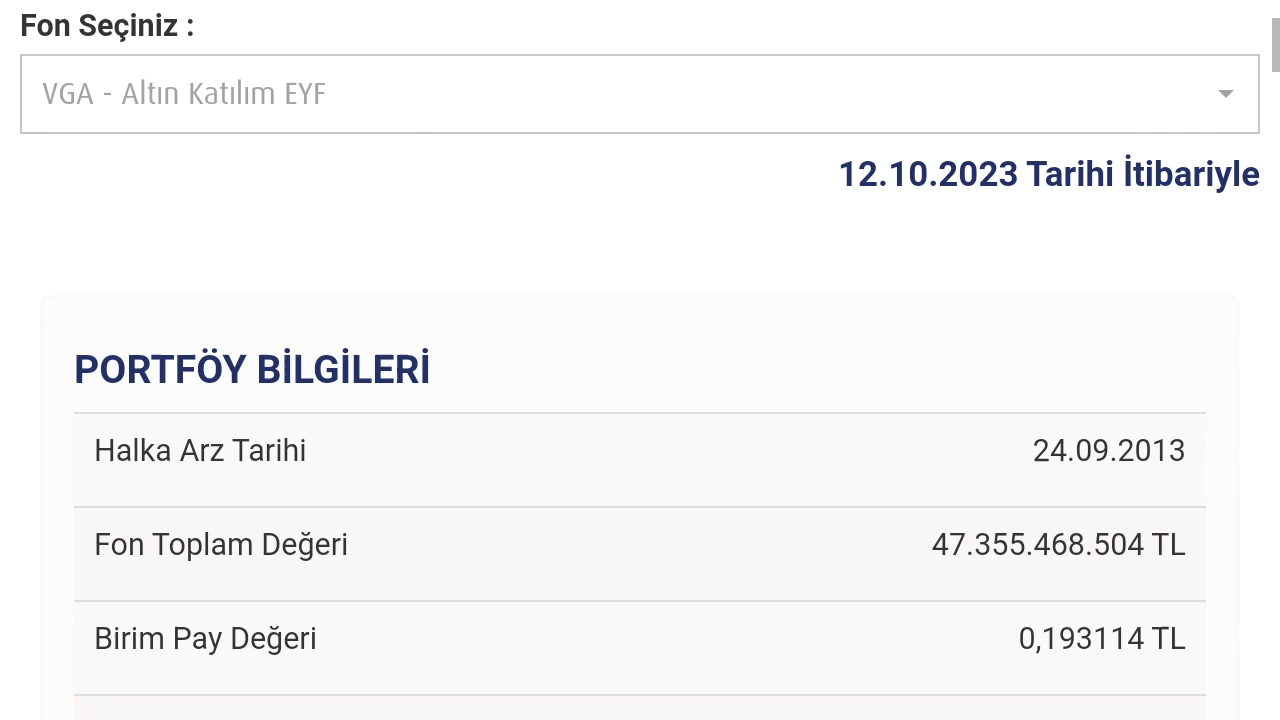 Fon Seçiniz :
VGA - Altın Katılım EYF
12.10.2023 Tarihi İtibariyle
PORTFÖY BİLGİLERİ
Halka Arz Tarihi 24.09.2013
Fon Toplam Değeri 47.355.468.504 TL
Birim Pay Değeri 0,193114 TL